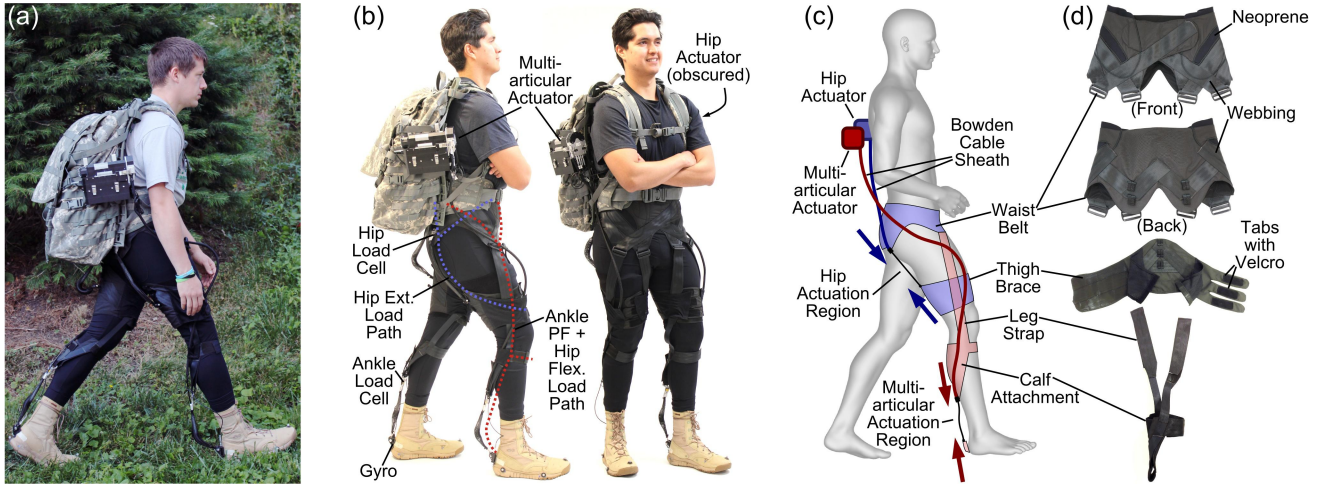 (a)
(b)
Multi-
articular
Actuator
Hip
Actuator
(obscured)
Hip
Load
Cell
Hip Ext.
Load
Path
Ankle
Load
Cell
Gyro
Ankle
PF +
Hip
Flex.
Load
Path
(c)
Hip
Actuator
Multi-
articular
Actuator
Bowden
Cable
Sheath
Waist
Belt
Hip
Actuation
Region
Thigh
Brace
Leg
Strap
Calf
Attachment
Multi-
articular
Actuation
Region
(d)
Neoprene
(Front)
Webbing
(Back)
Tabs
with
Velcro